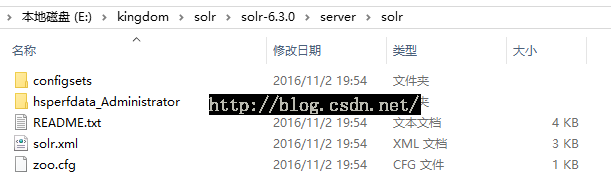 本地磁盘 (E:) › kingdom › solr › solr-6.3.0 › server › solr
名称 修改日期 类型 大小
configsets 2016/11/2 19:54 文件夹
hsperfdata_Administrator http://blog.csdn.net/ 夹
README.txt 2016/11/2 19:54 文本文档 4 KB
solr.xml 2016/11/2 19:54 XML 文档 3 KB
zoo.cfg 2016/11/2 19:54 CFG 文件 1 KB